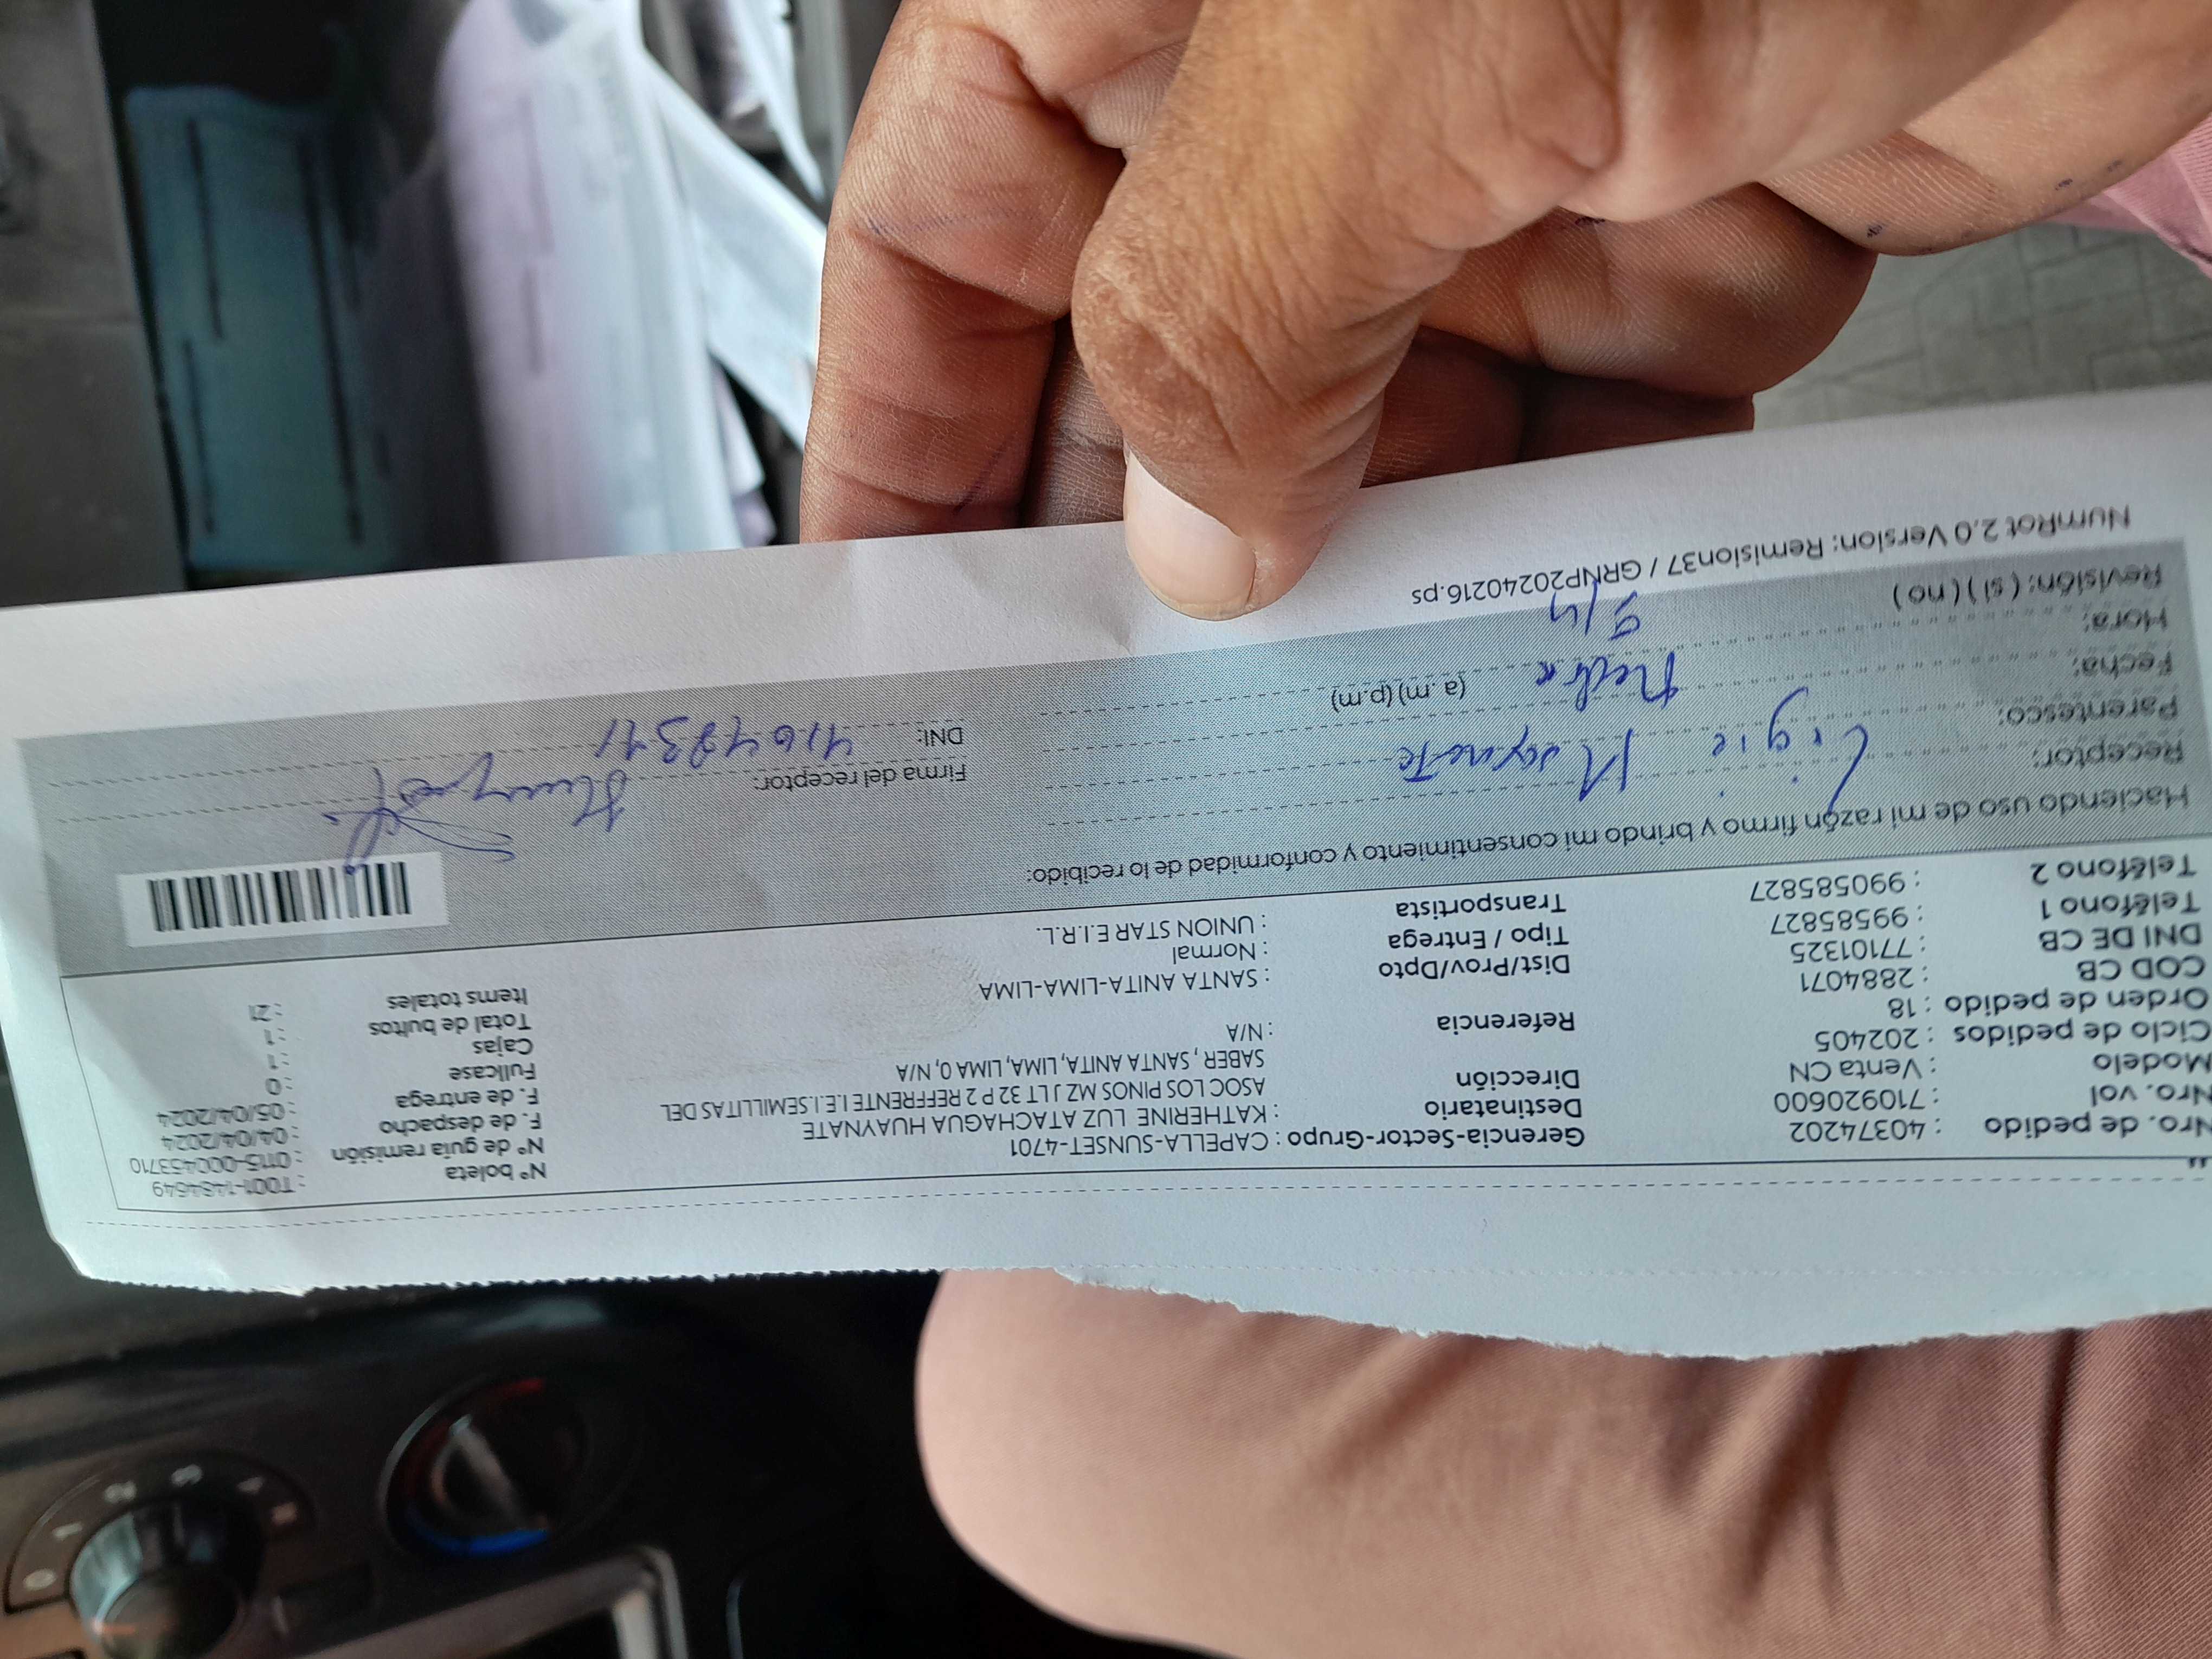 Nro. de pedido : 40374202
Nro. vol : 710920600
Modelo : Venta CN
Ciclo de pedidos : 202405
Orden de pedido : 18
COD CB : 2884071
DNI DE CB : 77101325
Teléfono 1 : 99585827
Teléfono 2 : 990585827
Gerencia-Sector-Grupo : CAPELLA-SUNSET-4701
Destinatario : KATHERINE LUZ ATACHAGUA HUAYNATE
Dirección ASOC LOS PINOS MZ J LT 32 P 2 REFFRENTE I.E.I.SEMILLITAS DEL
SABER , SANTA ANITA, LIMA, LIMA 0, N/A
Referencia : N/A
Dist/Prov/Dpto : SANTA ANITA-LIMA-LIMA
Tipo / Entrega : Normal
Transportista : UNION STAR E.I.R.L.
Nº boleta : T001-1484649
Nº de guía remisión : 0115-000453710
F. de despacho : 04/04/2024
F. de entrega : 05/04/2024
Fullcase : 0
Cajas : 1
Total de bultos : 1
Items totales : 21
Haciendo uso de mi razón firmo y brindo mi consentimiento y conformidad de lo recibido:
Receptor:
Parentesco:
Fecha:
Hora: (a.m) (p.m)
Revisión: ( si ) ( no )
Firma del receptor:
DNI:
NumRot 2.0 Version: Remision37 / GRNP20240216.ps
0 1 2 3 4